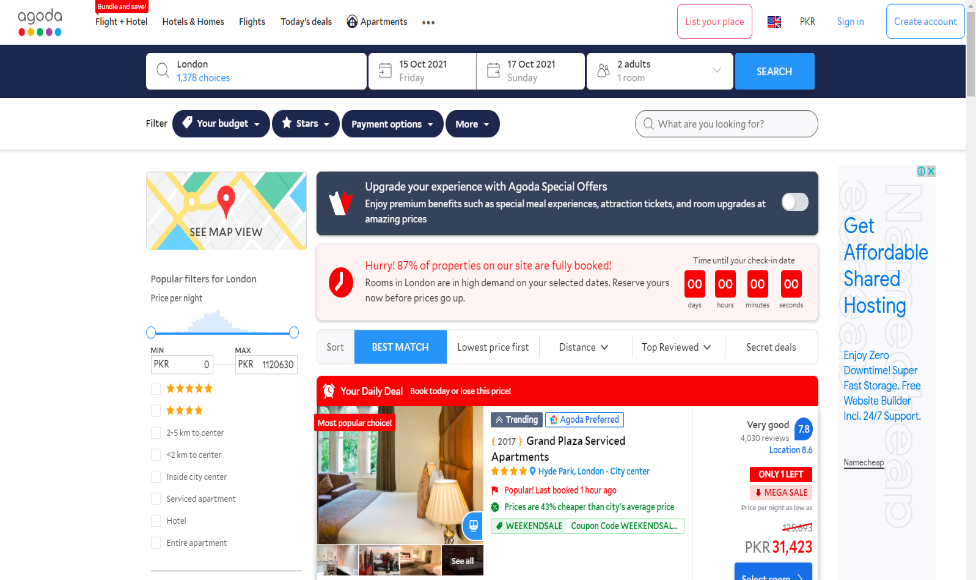 agoda
Bundle and save!
Flight + Hotel
Hotels & Homes
Flights
Today's deals
Apartments
List your place
PKR
Sign in
Create account
London
1,378 choices
15 Oct 2021
Friday
17 Oct 2021
Sunday
2 adults
1 room
SEARCH
Filter
Your budget
Stars
Payment options
More
What are you looking for?
SEE MAP VIEW
Popular filters for London
Price per night
MIN
MAX
PKR 0
PKR 1120630
2-5 km to center
<2 km to center
Inside city center
Serviced apartment
Hotel
Entire apartment
Upgrade your experience with Agoda Special Offers
Enjoy premium benefits such as special meal experiences, attraction tickets, and room upgrades at
amazing prices
Hurry! 87% of properties on our site are fully booked!
Rooms in London are in high demand on your selected dates. Reserve yours
now before prices go up.
Time until your check-in date
00 00 00 00
days hours minutes seconds
Sort
BEST MATCH
Lowest price first
Distance
Top Reviewed
Secret deals
Your Daily Deal Book today or lose this price!
Most popular choice!
See all
Trending
Agoda Preferred
{ 2017 } Grand Plaza Serviced
Apartments
Hyde Park, London - City center
Popular! Last booked 1 hour ago
Prices are 43% cheaper than city's average price
WEEKENDSALE Coupon Code WEEKENDSAL...
Very good 7.8
4,030 reviews
Location 8.6
ONLY 1 LEFT
MEGA SALE
Price per night as low as
125,693
PKR 31,423
Select room
Get
Affordable
Shared
Hosting
Enjoy Zero
Downtime! Super
Fast Storage. Free
Website Builder
Incl. 24/7 Support.
Namecheap